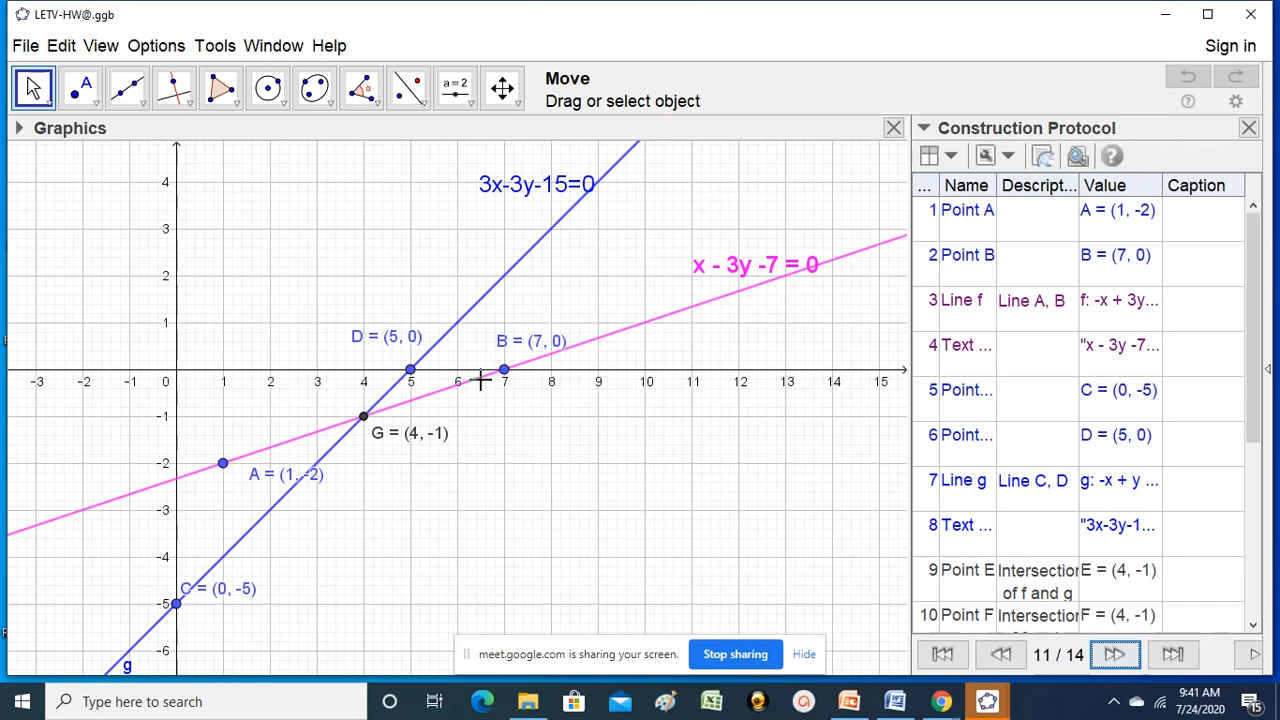 LETV-HW@.ggb
File Edit View Options Tools Window Help Sign in
A α a = 2 Move
Drag or select object
Graphics Construction Protocol
... Name Descript... Value Caption
1 Point A A = (1, -2)
2 Point B B = (7, 0)
3 Line f Line A, B f: -x + 3y...
4 Text ... "x - 3y -7...
5 Point... C = (0, -5)
6 Point... D = (5, 0)
7 Line g Line C, D g: -x + y ...
8 Text ... "3x-3y-1...
9 Point E Intersection of f and g E = (4, -1)
10 Point F Intersection F = (4, -1)
11 / 14
3x-3y-15=0
x - 3y -7 = 0
D = (5, 0)
B = (7, 0)
G = (4, -1)
A = (1, -2)
C = (0, -5)
g
4
3
2
1
-3 -2 -1 0 1 2 3 4 5 6 7 8 9 10 11 12 13 14 15
-1
-2
-3
-4
-5
-6
meet.google.com is sharing your screen. Stop sharing Hide
Type here to search
9:41 AM
7/24/2020
15